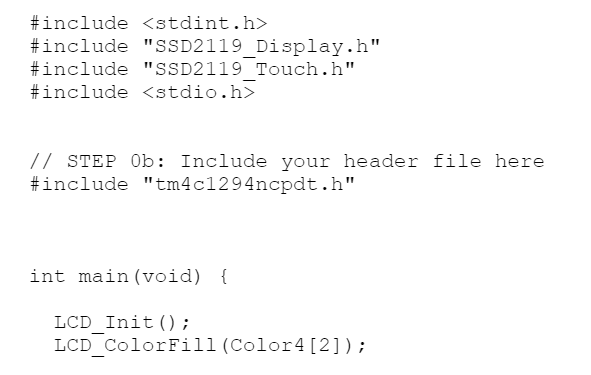 #include <stdint.h>
#include "SSD2119_Display.h"
#include "SSD2119_Touch.h"
#include <stdio.h>
// STEP 0b: Include your header file here
#include "tm4c1294ncpdt.h"
int main(void) {
LCD_Init();
LCD_ColorFill(Color4[2]);